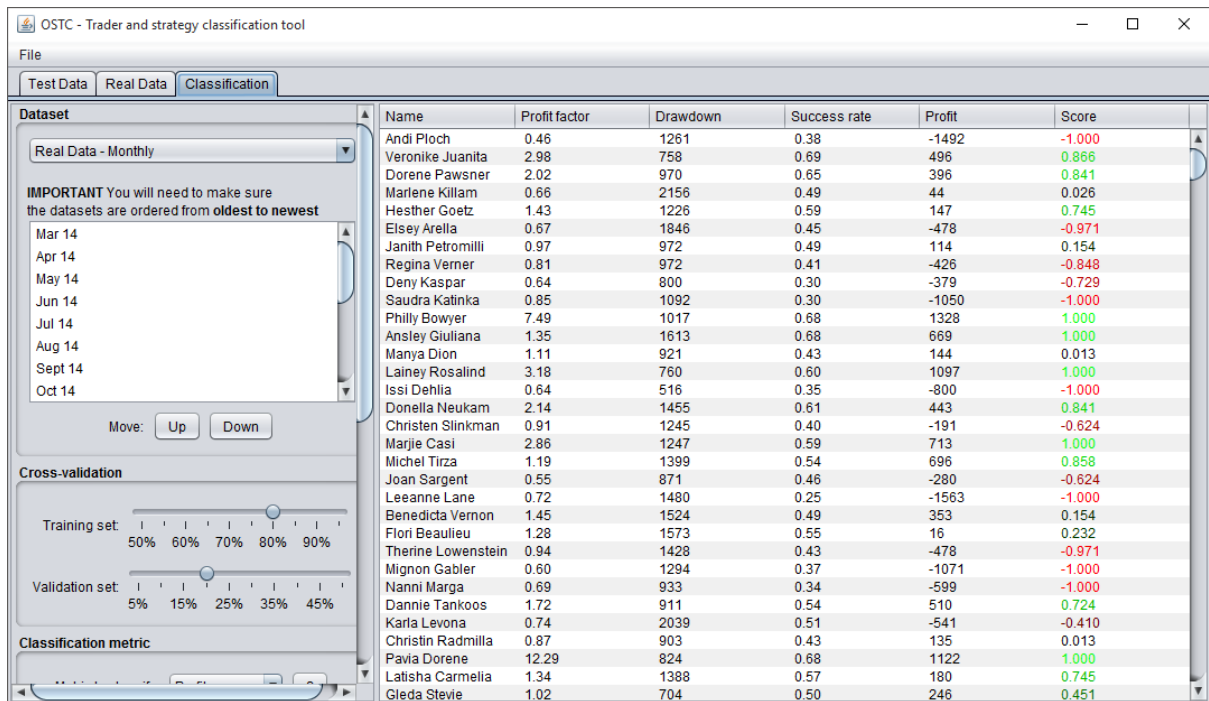 OSTC - Trader and strategy classification tool
File
Test Data Real Data Classification
Dataset
Real Data - Monthly
IMPORTANT You will need to make sure
the datasets are ordered from oldest to newest
Mar 14
Apr 14
May 14
Jun 14
Jul 14
Aug 14
Sept 14
Oct 14
Move: Up Down
Cross-validation
Training set:
50% 60% 70% 80% 90%
Validation set:
5% 15% 25% 35% 45%
Classification metric
Name Profit factor Drawdown Success rate Profit Score
Andi Ploch 0.46 1261 0.38 -1492 -1.000
Veronike Juanita 2.98 758 0.69 496 0.866
Dorene Pawsner 2.02 970 0.65 396 0.841
Marlene Killam 0.66 2156 0.49 44 0.026
Hesther Goetz 1.43 1226 0.59 147 0.745
Elsey Arella 0.67 1846 0.45 -478 -0.971
Janith Petromilli 0.97 972 0.49 114 0.154
Regina Verner 0.81 972 0.41 -426 -0.848
Deny Kaspar 0.64 800 0.30 -379 -0.729
Saudra Katinka 0.85 1092 0.30 -1050 -1.000
Philly Bowyer 7.49 1017 0.68 1328 1.000
Ansley Giuliana 1.35 1613 0.68 669 1.000
Manya Dion 1.11 921 0.43 144 0.013
Lainey Rosalind 3.18 760 0.60 1097 1.000
Issi Dehlia 0.64 516 0.35 -800 -1.000
Donella Neukam 2.14 1455 0.61 443 0.841
Christen Slinkman 0.91 1245 0.40 -191 -0.624
Marjie Casi 2.86 1247 0.59 713 1.000
Michel Tirza 1.19 1399 0.54 696 0.858
Joan Sargent 0.55 871 0.46 -280 -0.624
Leeanne Lane 0.72 1480 0.25 -1563 -1.000
Benedicta Vernon 1.45 1524 0.49 353 0.154
Flori Beaulieu 1.28 1573 0.55 16 0.232
Therine Lowenstein 0.94 1428 0.43 -478 -0.971
Mignon Gabler 0.60 1294 0.37 -1071 -1.000
Nanni Marga 0.69 933 0.34 -599 -1.000
Dannie Tankoos 1.72 911 0.54 510 0.724
Karla Levona 0.74 2039 0.51 -541 -0.410
Christin Radmilla 0.87 903 0.43 135 0.013
Pavia Dorene 12.29 824 0.68 1122 1.000
Latisha Carmelia 1.34 1388 0.57 180 0.745
Gleda Stevie 1.02 704 0.50 246 0.451